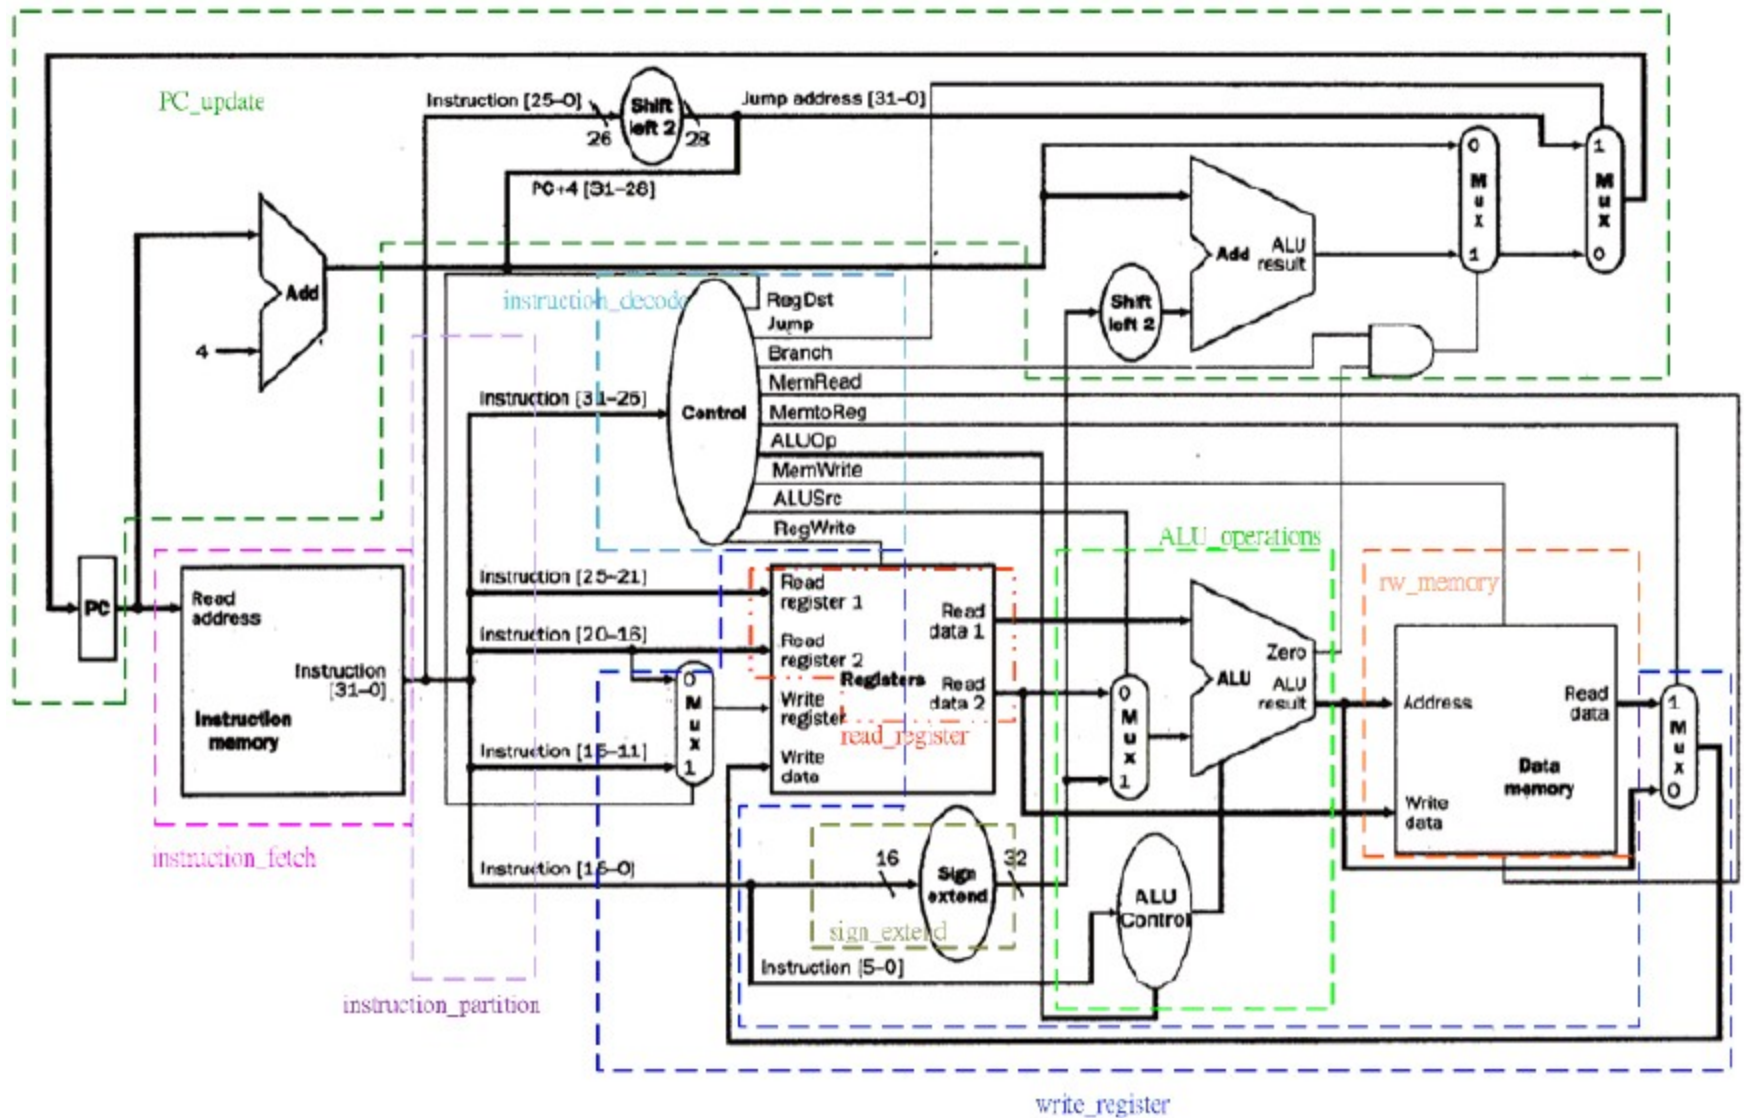 PC_update
Instruction [25–0]
Shift
left 2
26
28
Jump address [31–0]
PC+4 [31–28]
0
M
u
x
1
1
M
u
x
0
Add
4
Add
ALU
result
Shift
left 2
instruction_decode
RegDst
Jump
Branch
MemRead
MemtoReg
ALUOp
MemWrite
ALUSrc
RegWrite
Instruction [31–26]
Control
ALU_operations
rw_memory
PC
Read
address
Instruction
[31–0]
Instruction
memory
instruction_fetch
instruction_partition
Instruction [25–21]
Instruction [20–16]
Instruction [15–11]
Instruction [15–0]
Instruction [5–0]
0
M
u
x
1
Read
register 1
Read
register 2
Write
register
Write
data
Registers
Read
data 1
Read
data 2
read_register
16
Sign
extend
32
sign_extend
0
M
u
x
1
Zero
ALU
ALU
result
ALU
Control
Address
Read
data
Data
memory
Write
data
1
M
u
x
0
write_register